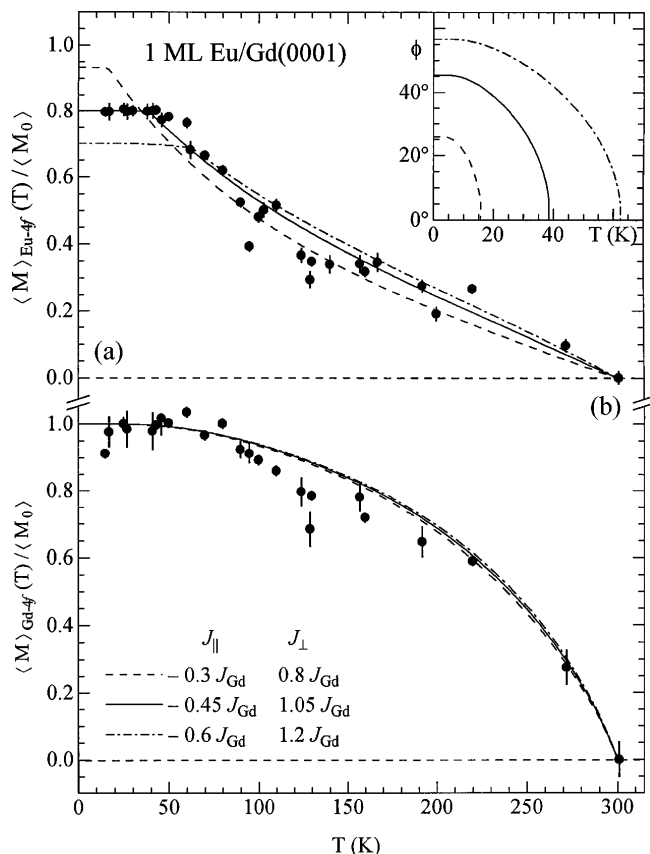 1 ML Eu/Gd(0001)
⟨M⟩Eu-4f (T) / ⟨M0⟩
1.0
0.8
0.6
0.4
0.2
0.0
(a)
ϕ
40°
20°
0°
0 20 40 60
T (K)
(b)
⟨M⟩Gd-4f (T) / ⟨M0⟩
1.0
0.8
0.6
0.4
0.2
0.0
J∥ J⊥
– 0.3 JGd 0.8 JGd
– 0.45 JGd 1.05 JGd
– 0.6 JGd 1.2 JGd
0 50 100 150 200 250 300
T (K)